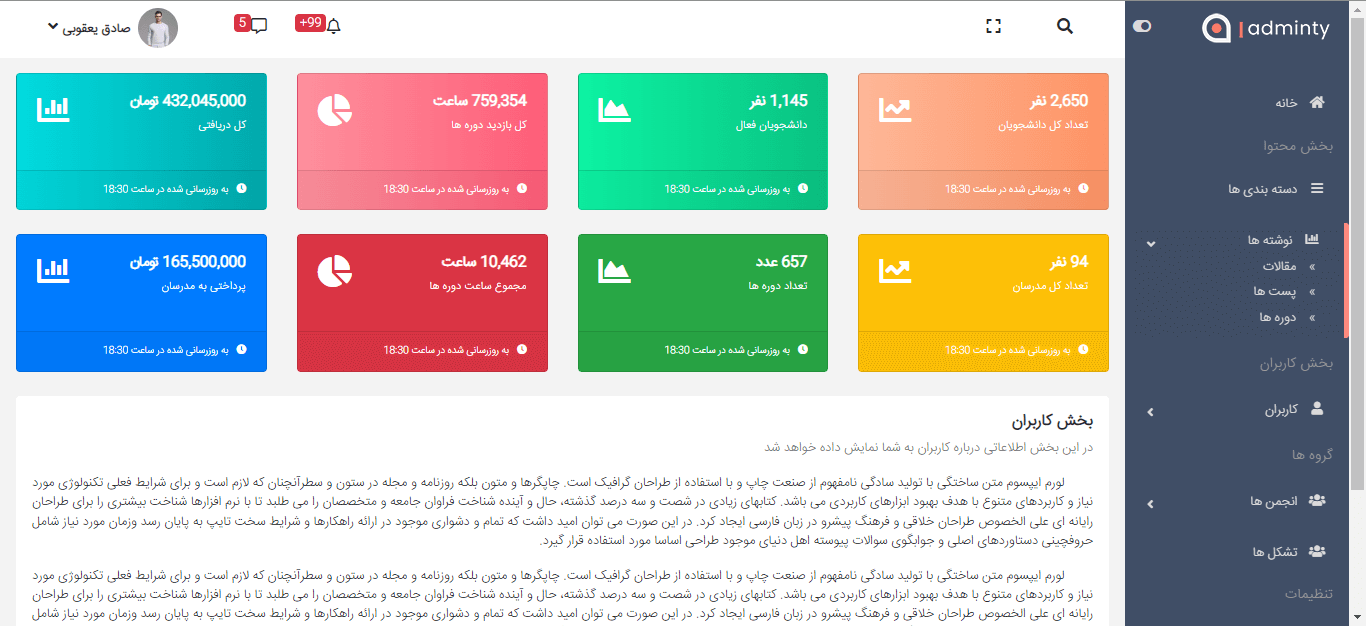 adminty
99+
5
صادق یعقوبی
خانه
بخش محتوا
دسته بندی ها
نوشته ها
» مقالات
» پست ها
» دوره ها
بخش کاربران
کاربران
گروه ها
انجمن ها
تشکل ها
تنظیمات
2,650 نفر
تعداد کل دانشجویان
به روزرسانی شده در ساعت 18:30
1,145 نفر
دانشجویان فعال
به روزرسانی شده در ساعت 18:30
759,354 ساعت
کل بازدید دوره ها
به روزرسانی شده در ساعت 18:30
432,045,000 تومان
کل دریافتی
به روزرسانی شده در ساعت 18:30
94 نفر
تعداد کل مدرسان
به روزرسانی شده در ساعت 18:30
657 عدد
تعداد دوره ها
به روزرسانی شده در ساعت 18:30
10,462 ساعت
مجموع ساعت دوره ها
به روزرسانی شده در ساعت 18:30
165,500,000 تومان
پرداختی به مدرسان
به روزرسانی شده در ساعت 18:30
بخش کاربران
در این بخش اطلاعاتی درباره کاربران به شما نمایش داده خواهد شد
لورم ایپسوم متن ساختگی با تولید سادگی نامفهوم از صنعت چاپ و با استفاده از طراحان گرافیک است. چاپگرها و متون بلکه روزنامه و مجله در ستون و سطرآنچنان که لازم است و برای شرایط فعلی تکنولوژی مورد
نیاز و کاربردهای متنوع با هدف بهبود ابزارهای کاربردی می باشد. کتابهای زیادی در شصت و سه درصد گذشته، حال و آینده شناخت فراوان جامعه و متخصصان را می طلبد تا با نرم افزارها شناخت بیشتری را برای طراحان
رایانه ای علی الخصوص طراحان خلاقی و فرهنگ پیشرو در زبان فارسی ایجاد کرد. در این صورت می توان امید داشت که تمام و دشواری موجود در ارائه راهکارها و شرایط سخت تایپ به پایان رسد وزمان مورد نیاز شامل
حروفچینی دستاوردهای اصلی و جوابگوی سوالات پیوسته اهل دنیای موجود طراحی اساسا مورد استفاده قرار گیرد.
لورم ایپسوم متن ساختگی با تولید سادگی نامفهوم از صنعت چاپ و با استفاده از طراحان گرافیک است. چاپگرها و متون بلکه روزنامه و مجله در ستون و سطرآنچنان که لازم است و برای شرایط فعلی تکنولوژی مورد
نیاز و کاربردهای متنوع با هدف بهبود ابزارهای کاربردی می باشد. کتابهای زیادی در شصت و سه درصد گذشته، حال و آینده شناخت فراوان جامعه و متخصصان را می طلبد تا با نرم افزارها شناخت بیشتری را برای طراحان
رایانه ای علی الخصوص طراحان خلاقی و فرهنگ پیشرو در زبان فارسی ایجاد کرد. در این صورت می توان امید داشت که تمام و دشواری موجود در ارائه راهکارها و شرایط سخت تایپ به پایان رسد وزمان مورد نیاز شامل